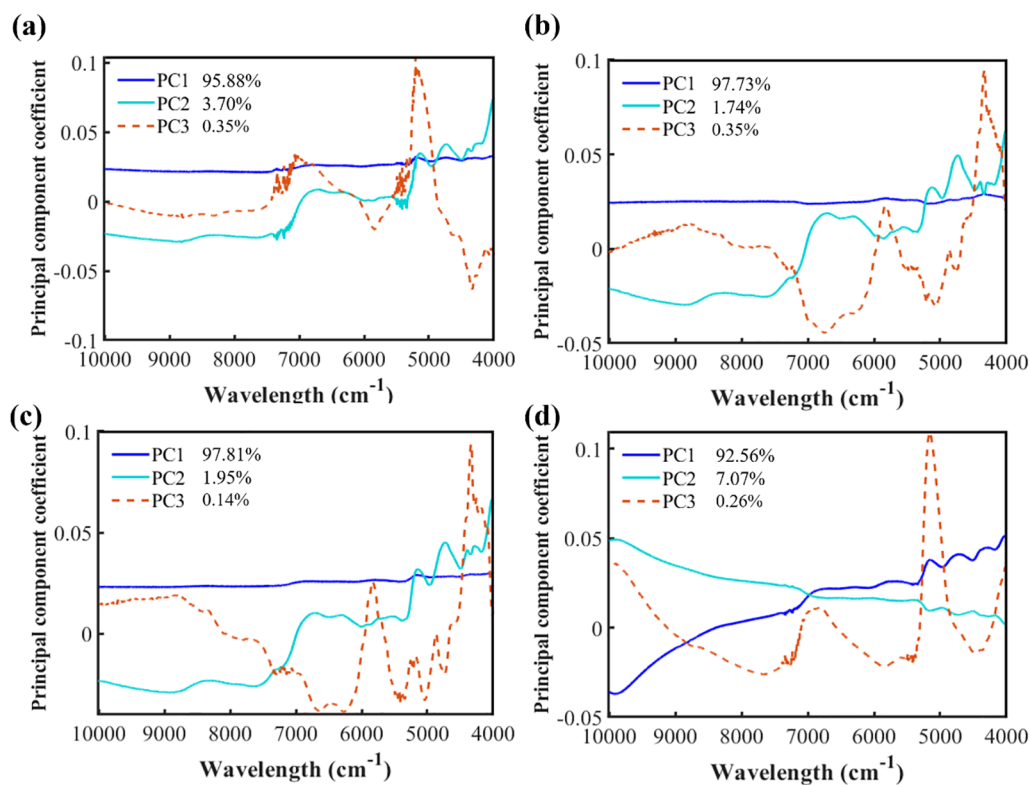 (a)
Principal component coefficient
0.1
0.05
0
-0.05
-0.1
PC1 95.88%
PC2 3.70%
PC3 0.35%
10000 9000 8000 7000 6000 5000 4000
Wavelength (cm⁻¹)
(b)
Principal component coefficient
0.1
0.05
0
-0.05
PC1 97.73%
PC2 1.74%
PC3 0.35%
10000 9000 8000 7000 6000 5000 4000
Wavelength (cm⁻¹)
(c)
Principal component coefficient
0.1
0.05
0
PC1 97.81%
PC2 1.95%
PC3 0.14%
10000 9000 8000 7000 6000 5000 4000
Wavelength (cm⁻¹)
(d)
Principal component coefficient
0.1
0.05
0
-0.05
PC1 92.56%
PC2 7.07%
PC3 0.26%
10000 9000 8000 7000 6000 5000 4000
Wavelength (cm⁻¹)